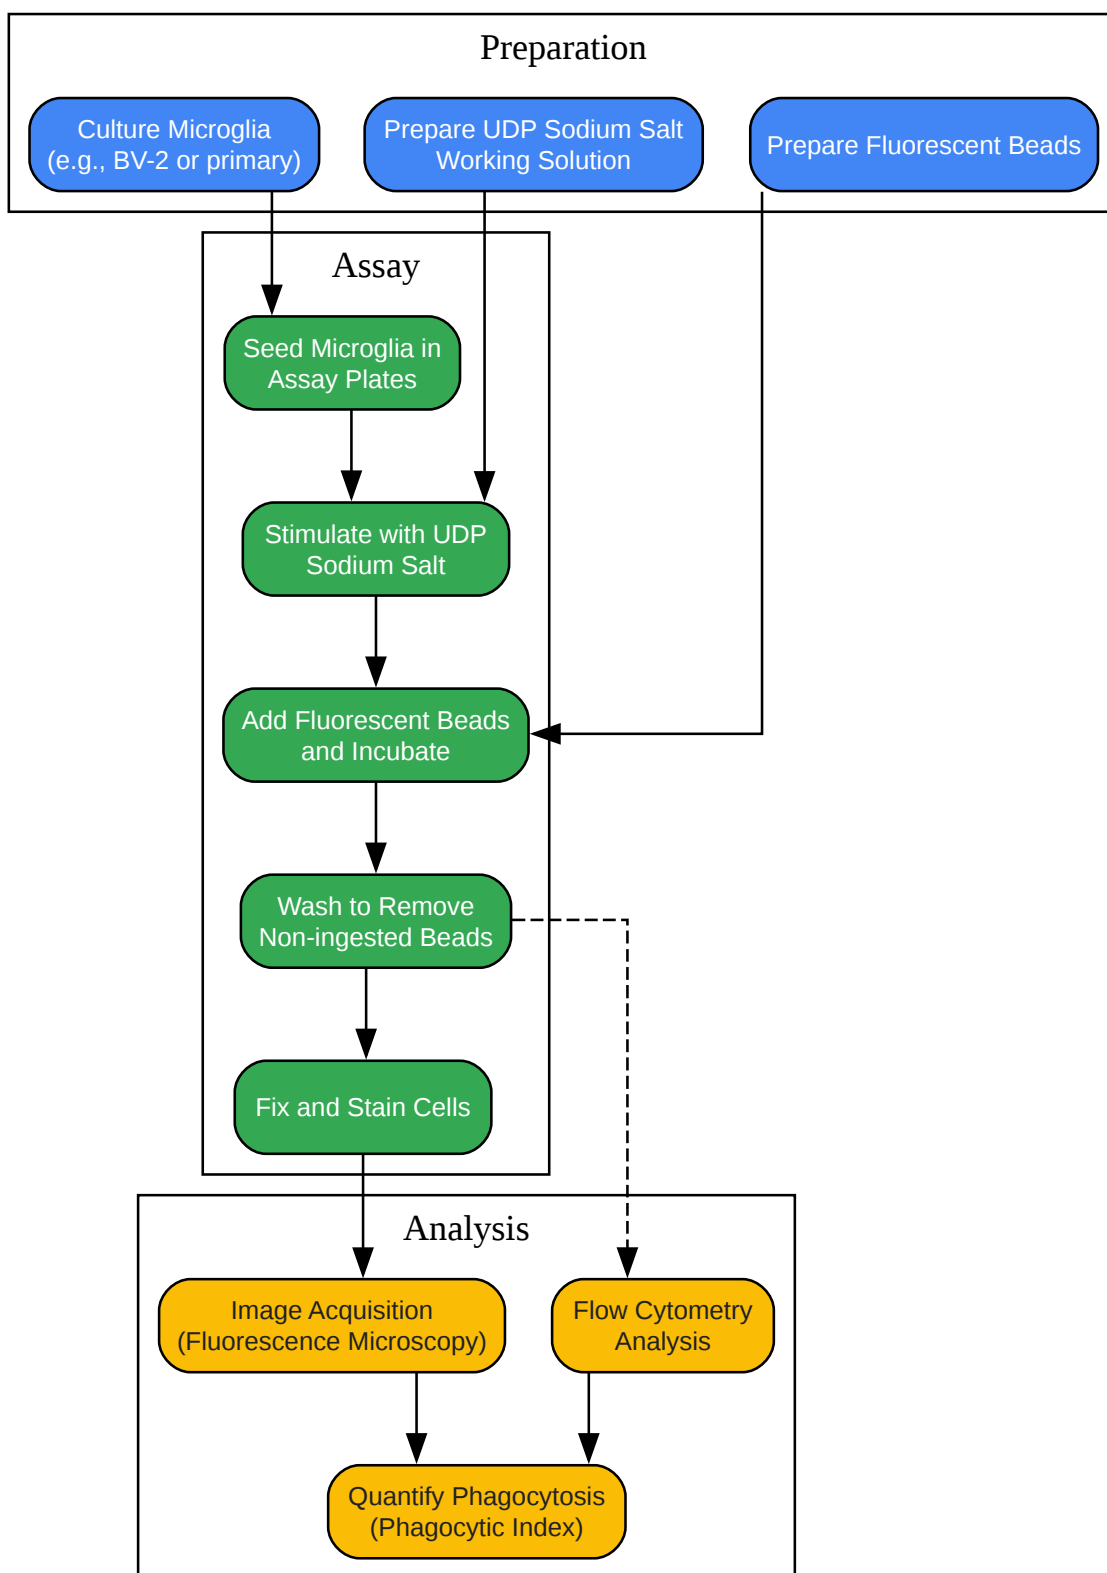 Preparation
Culture Microglia
(e.g., BV-2 or primary)
Prepare UDP Sodium Salt
Working Solution
Prepare Fluorescent Beads
Assay
Seed Microglia in
Assay Plates
Stimulate with UDP
Sodium Salt
Add Fluorescent Beads
and Incubate
Wash to Remove
Non-ingested Beads
Fix and Stain Cells
Analysis
Image Acquisition
(Fluorescence Microscopy)
Flow Cytometry
Analysis
Quantify Phagocytosis
(Phagocytic Index)